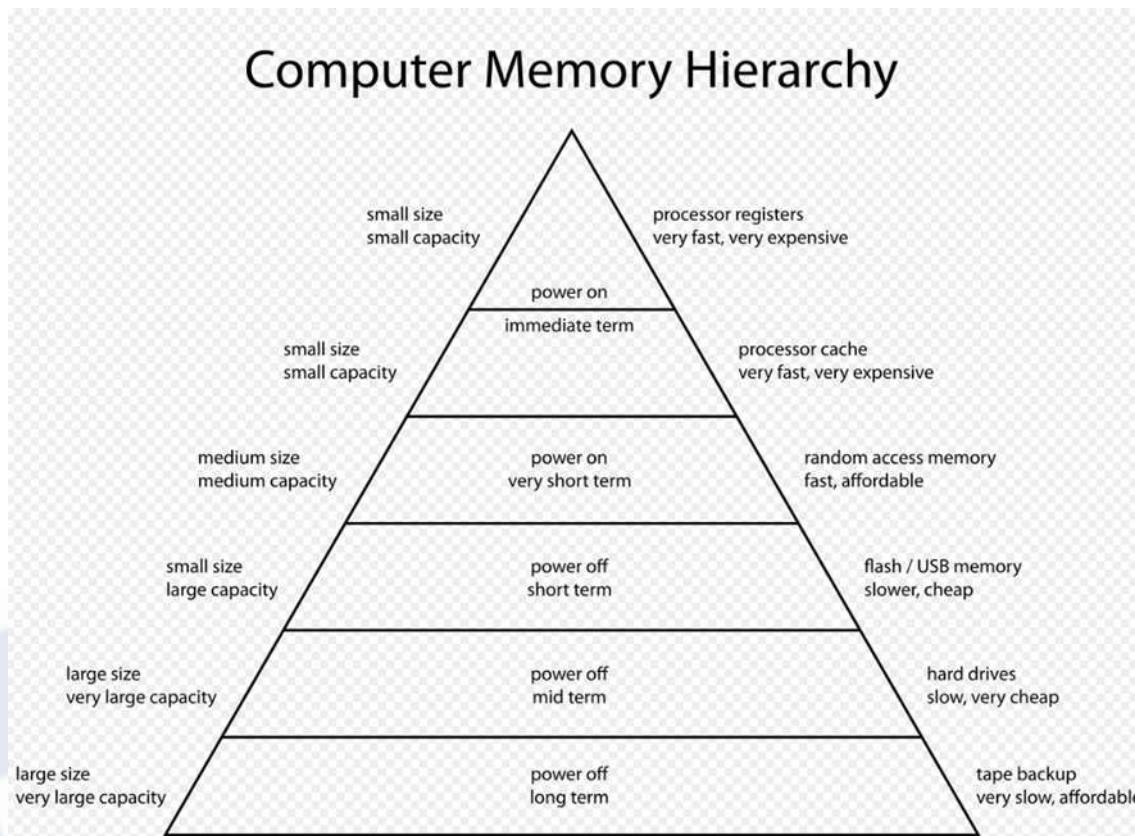 Computer Memory Hierarchy
small size
small capacity
processor registers
very fast, very expensive
power on
immediate term
small size
small capacity
processor cache
very fast, very expensive
medium size
medium capacity
power on
very short term
random access memory
fast, affordable
small size
large capacity
power off
short term
flash / USB memory
slower, cheap
large size
very large capacity
power off
mid term
hard drives
slow, very cheap
large size
very large capacity
power off
long term
tape backup
very slow, affordable